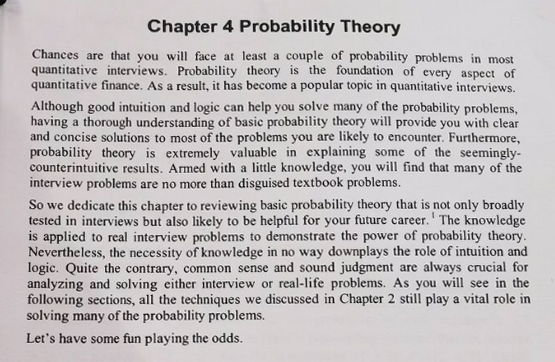 Chapter 4 Probability Theory
Chances are that you will face at least a couple of probability problems in most
quantitative interviews. Probability theory is the foundation of every aspect of
quantitative finance. As a result, it has become a popular topic in quantitative interviews.
Although good intuition and logic can help you solve many of the probability problems,
having a thorough understanding of basic probability theory will provide you with clear
and concise solutions to most of the problems you are likely to encounter. Furthermore,
probability theory is extremely valuable in explaining some of the seemingly-
counterintuitive results. Armed with a little knowledge, you will find that many of the
interview problems are no more than disguised textbook problems.
So we dedicate this chapter to reviewing basic probability theory that is not only broadly
tested in interviews but also likely to be helpful for your future career. 1 The knowledge
is applied to real interview problems to demonstrate the power of probability theory.
Nevertheless, the necessity of knowledge in no way downplays the role of intuition and
logic. Quite the contrary, common sense and sound judgment are always crucial for
analyzing and solving either interview or real-life problems. As you will see in the
following sections, all the techniques we discussed in Chapter 2 still play a vital role in
solving many of the probability problems.
Let's have some fun playing the odds.